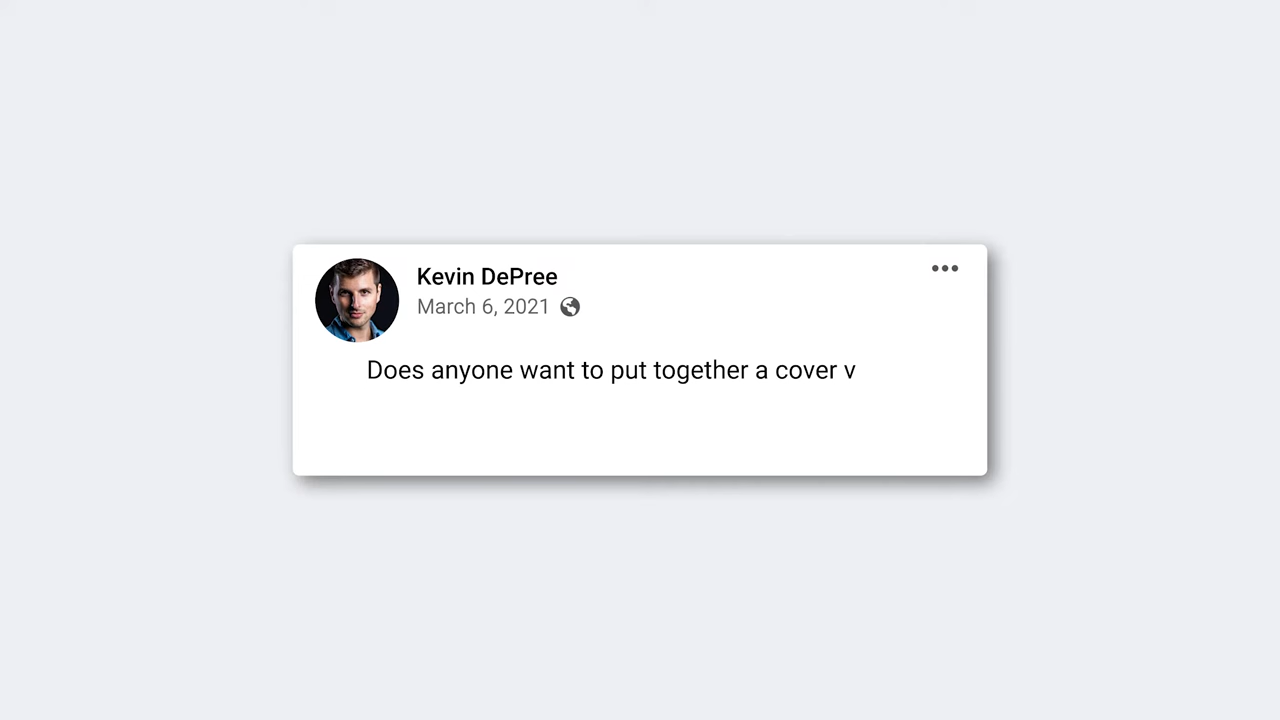 Kevin DePree
March 6, 2021
Does anyone want to put together a cover v